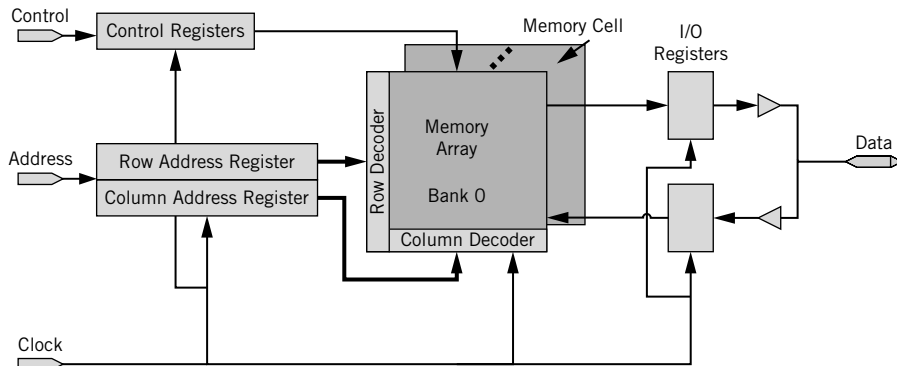 Control
Control Registers
Memory Cell
I/O
Registers
Row Decoder
Memory
Array
Bank 0
Address
Row Address Register
Column Address Register
Data
Column Decoder
Clock